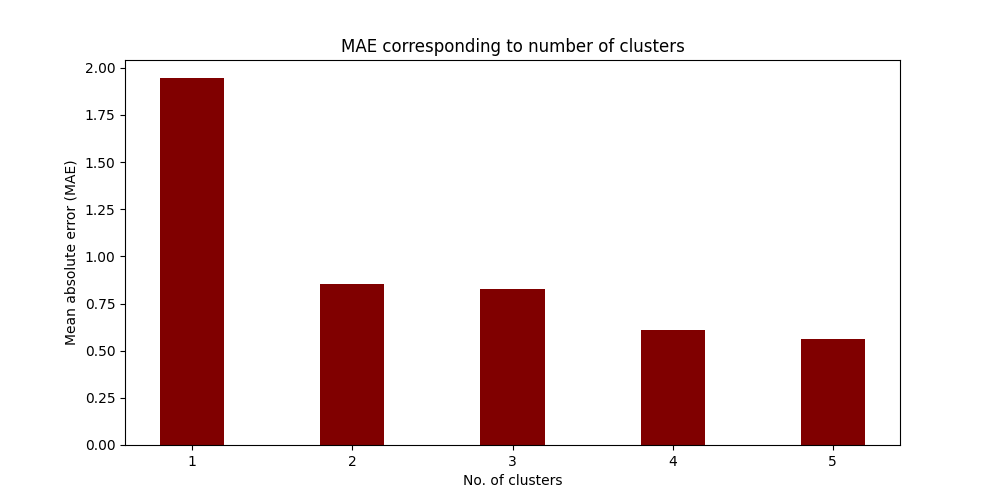 MAE corresponding to number of clusters
Mean absolute error (MAE)
2.00
1.75
1.50
1.25
1.00
0.75
0.50
0.25
0.00
1 2 3 4 5
No. of clusters